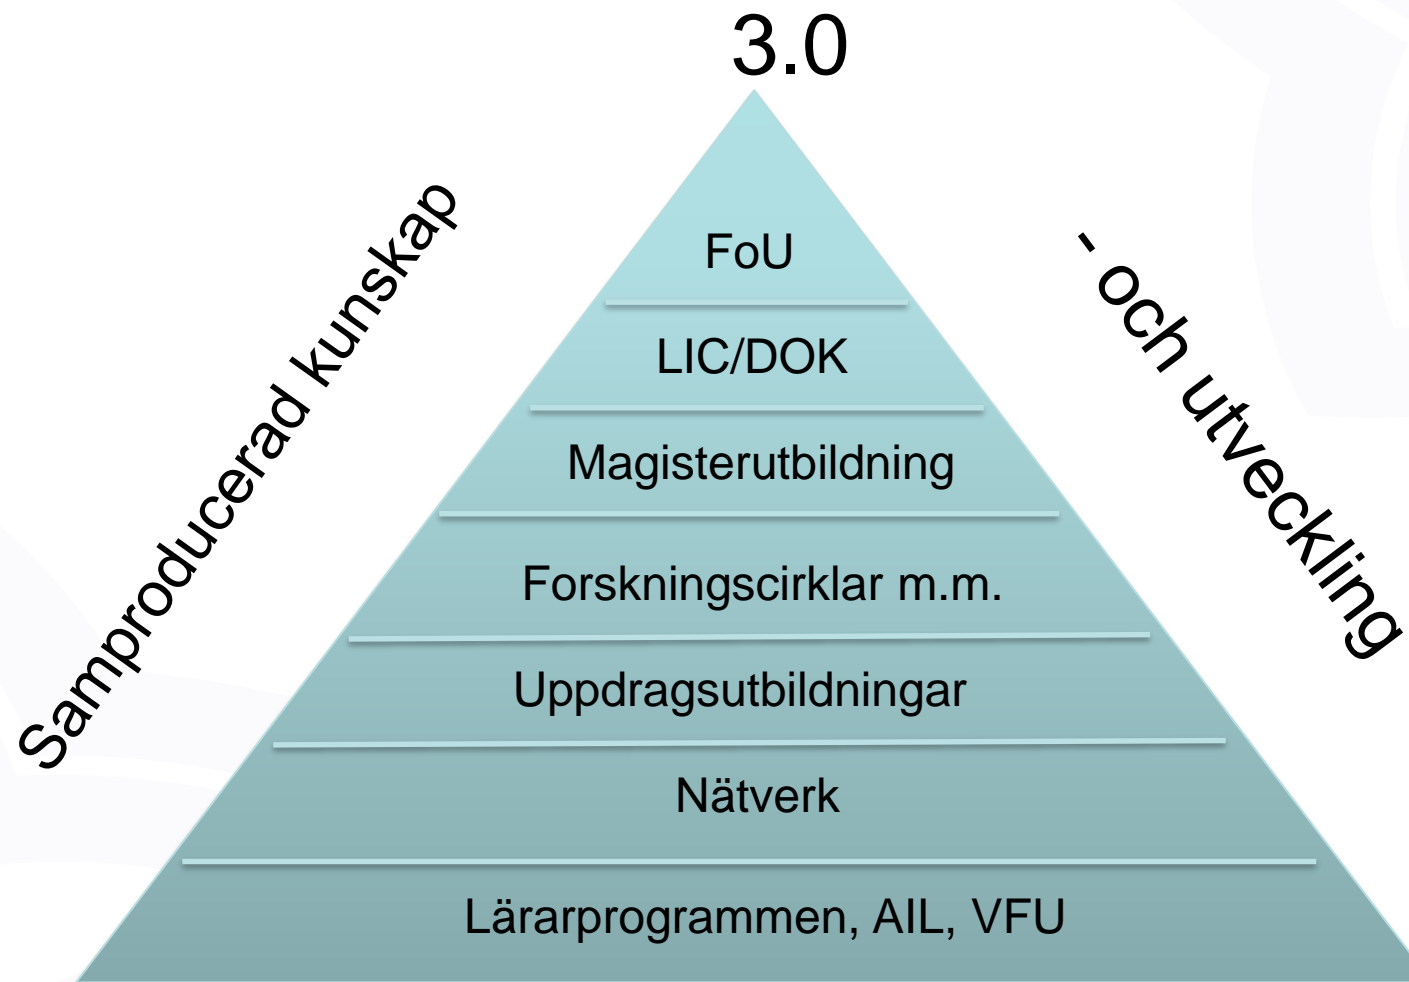 3.0
Samproducerad kunskap
- och utveckling
FoU
LIC/DOK
Magisterutbildning
Forskningscirklar m.m.
Uppdragsutbildningar
Nätverk
Lärarprogrammen, AIL, VFU